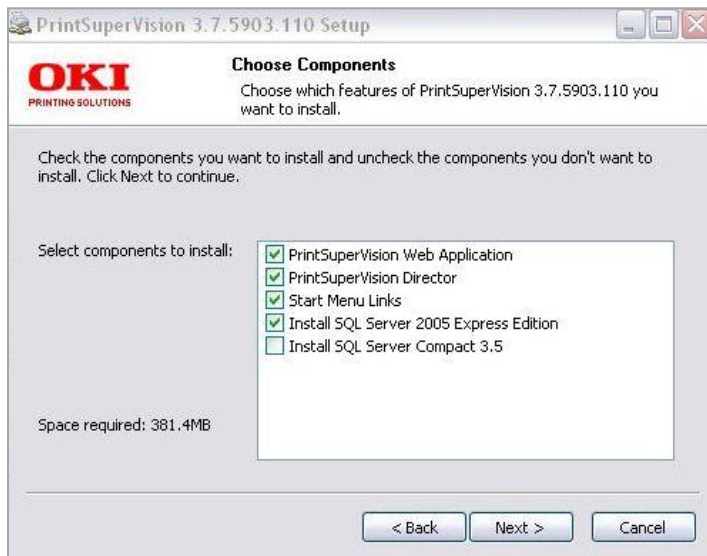 PrintSuperVision 3.7.5903.110 Setup
OKI
PRINTING SOLUTIONS
Choose Components
Choose which features of PrintSuperVision 3.7.5903.110 you
want to install.
Check the components you want to install and uncheck the components you don't want to
install. Click Next to continue.
Select components to install:
PrintSuperVision Web Application
PrintSuperVision Director
Start Menu Links
Install SQL Server 2005 Express Edition
Install SQL Server Compact 3.5
Space required: 381.4MB
< Back
Next >
Cancel